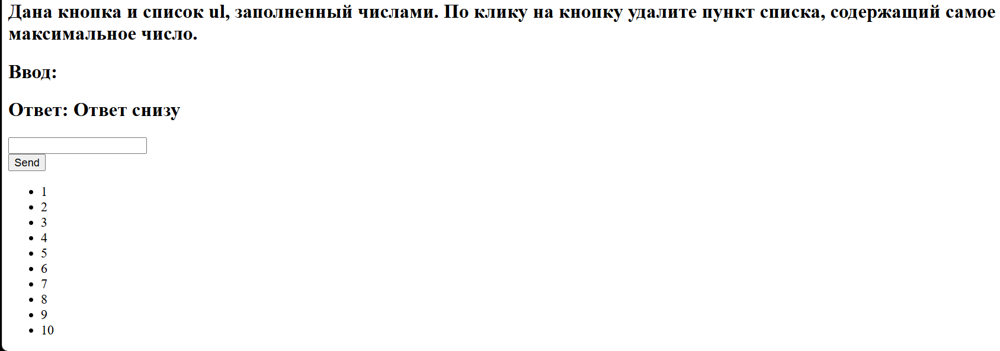 Дана кнопка и список ul, заполненный числами. По клику на кнопку удалите пункт списка, содержащий самое
максимальное число.
Ввод:
Ответ: Ответ снизу
Send
1
2
3
4
5
6
7
8
9
10